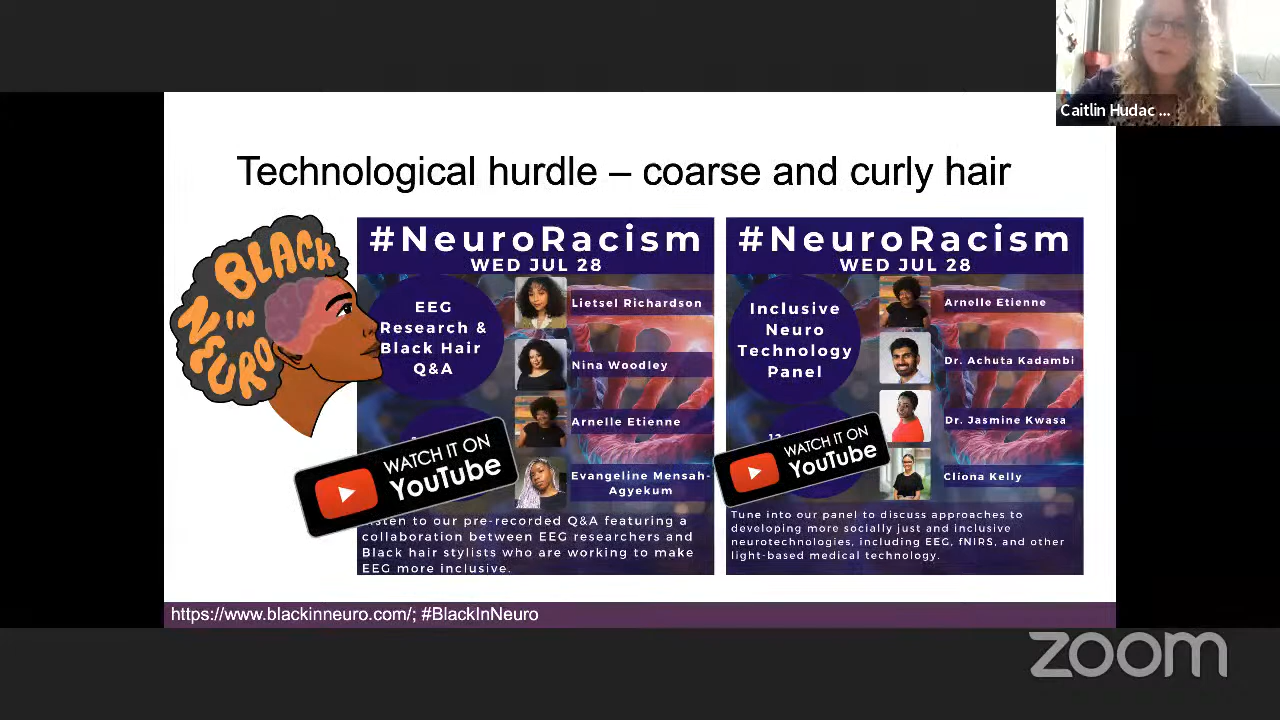 Caitlin Hudac ...
Technological hurdle – coarse and curly hair
BLACK
IN
NEURO
#NeuroRacism
WED JUL 28
EEG
Research &
Black Hair
Q&A
Lietsel Richardson
Nina Woodley
Arnelle Etienne
Evangeline Mensah-
Agyekum
WATCH IT ON
YouTube
to our pre-recorded Q&A featuring a
collaboration between EEG researchers and
Black hair stylists who are working to make
EEG more inclusive.
#NeuroRacism
WED JUL 28
Inclusive
Neuro
Technology
Panel
Arnelle Etienne
Dr. Achuta Kadambi
Dr. Jasmine Kwasa
Clíona Kelly
WATCH IT ON
YouTube
Tune into our panel to discuss approaches to
developing more socially just and inclusive
neurotechnologies, including EEG, fNIRS, and other
light-based medical technology.
https://www.blackinneuro.com/; #BlackInNeuro
zoom